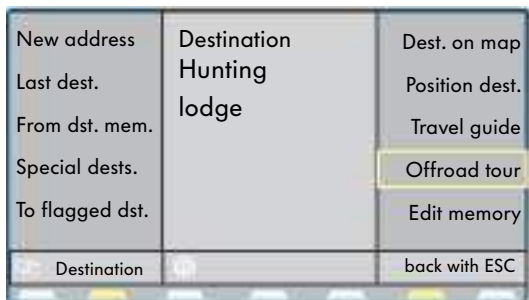 New address
Last dest.
From dst. mem.
Special dests.
To flagged dst.
Destination
Hunting
lodge
Dest. on map
Position dest.
Travel guide
Offroad tour
Edit memory
Destination
back with ESC